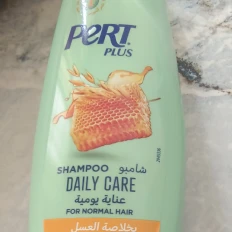 PERT
PLUS
SHAMPOO شامبو
DAILY CARE
عناية يومية
FOR NORMAL HAIR
بخلاصة العسل